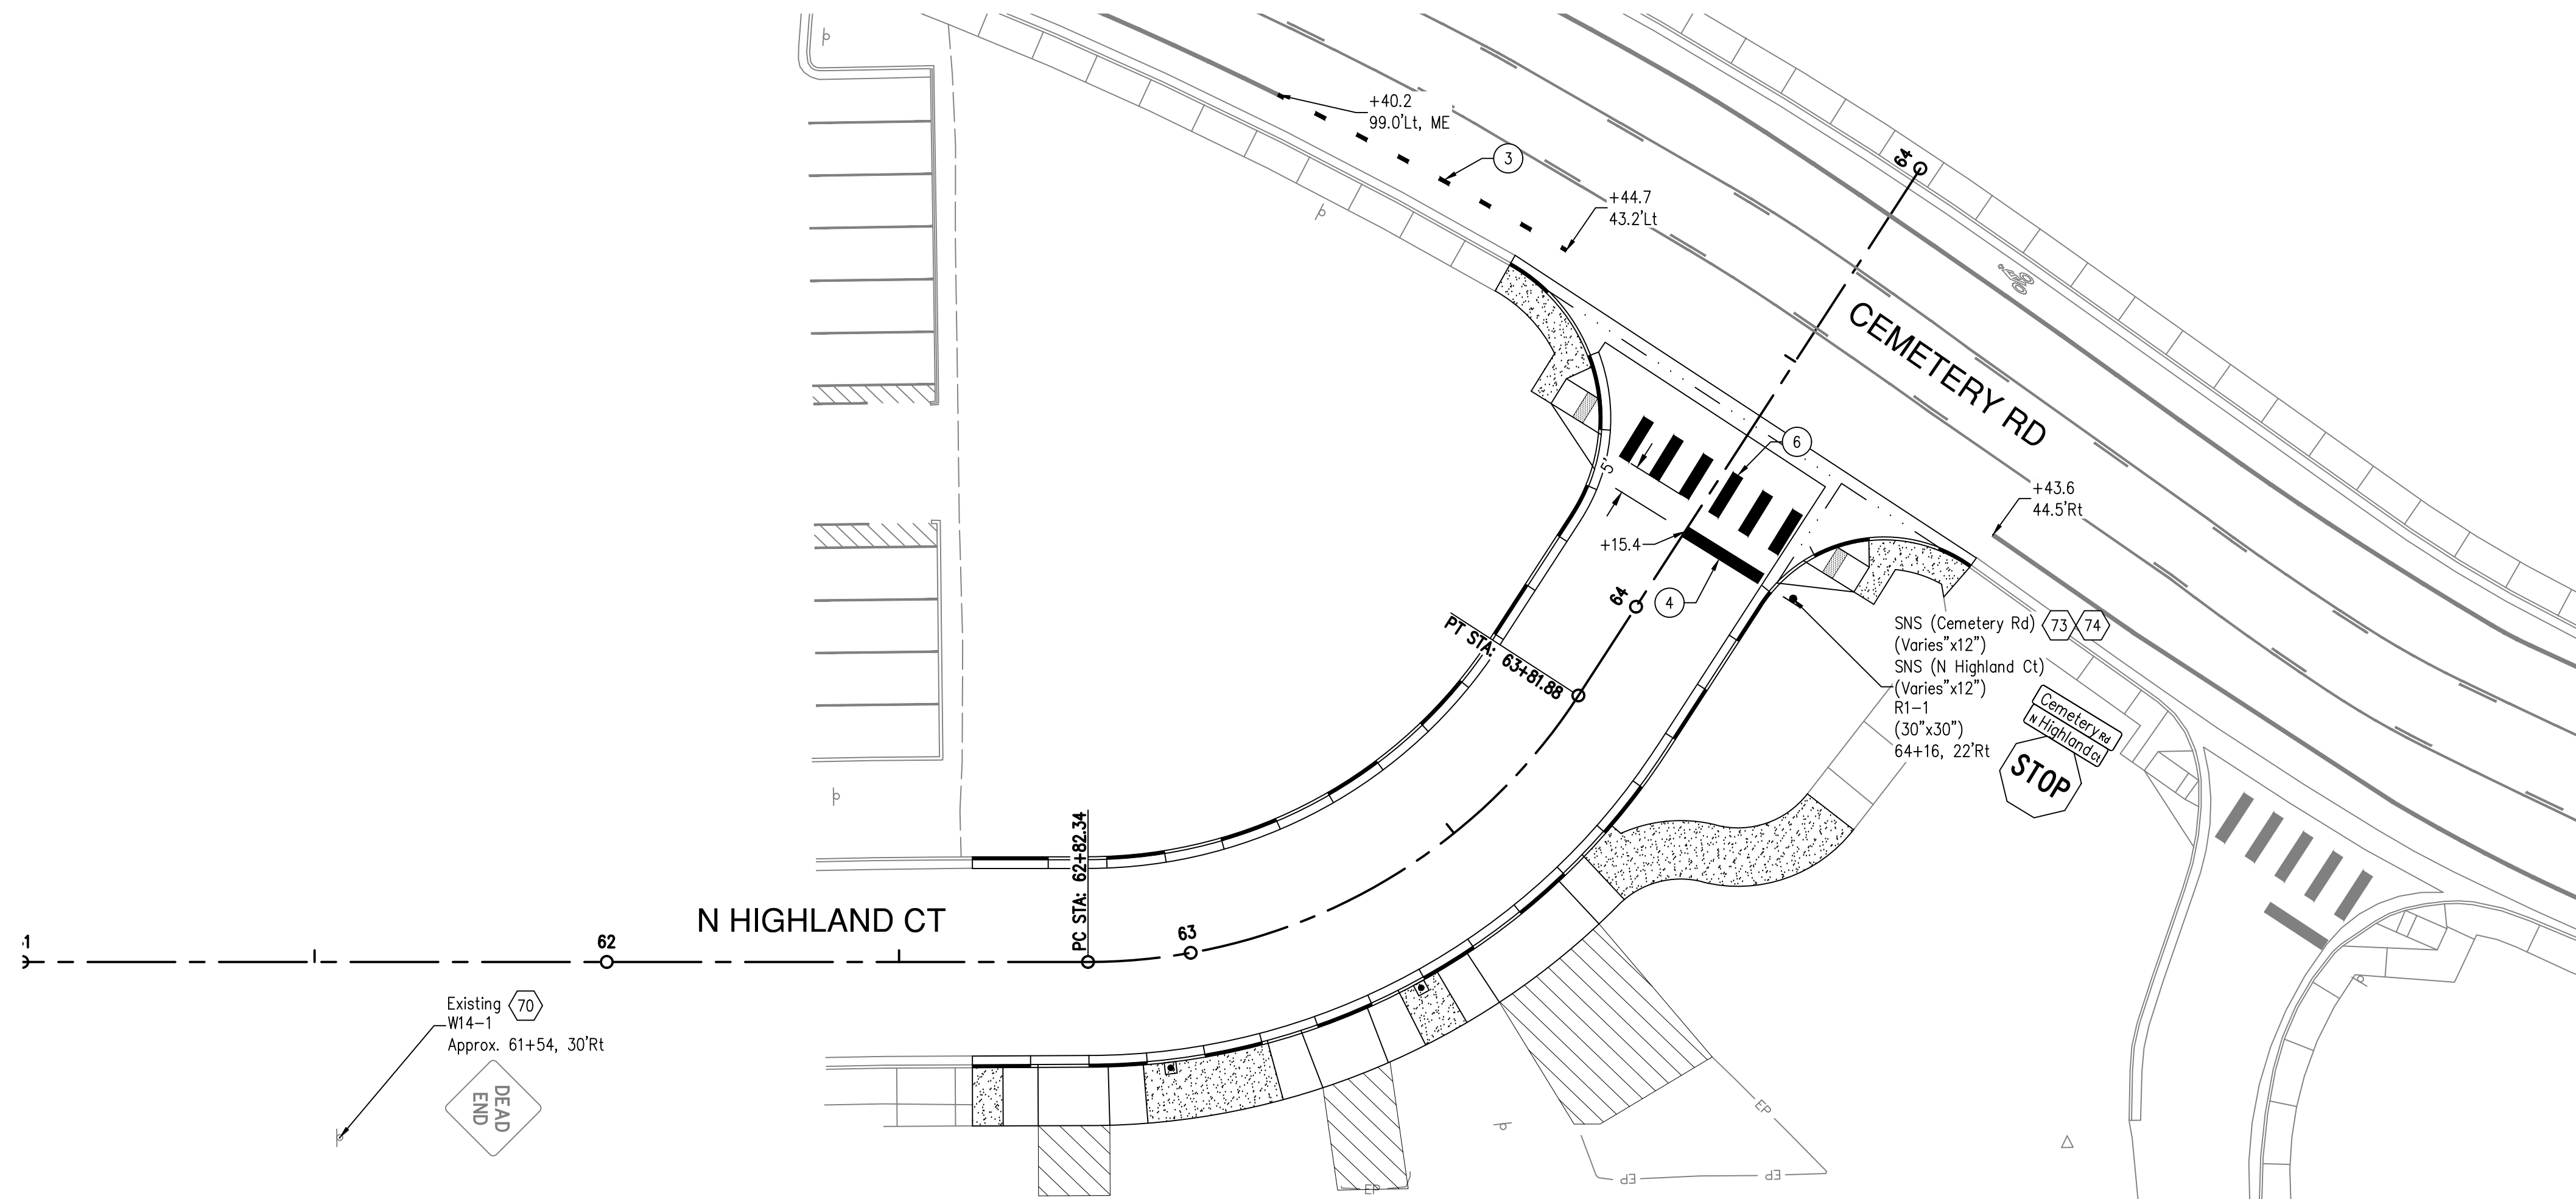 +40.2
99.0'Lt, ME
3
+44.7
43.2'Lt
64
CEMETERY RD
6
5'
+43.6
44.5'Rt
+15.4
4
64
PT STA: 63+81.88
SNS (Cemetery Rd) 73 74
(Varies"x12")
SNS (N Highland Ct)
(Varies"x12")
R1-1
(30"x30")
64+16, 22'Rt
Cemetery Rd
N Highland Ct
STOP
PC STA: 62+82.34
N HIGHLAND CT
62
63
Existing 70
W14-1
Approx. 61+54, 30'Rt
DEAD
END
EP
EP
EP
EP